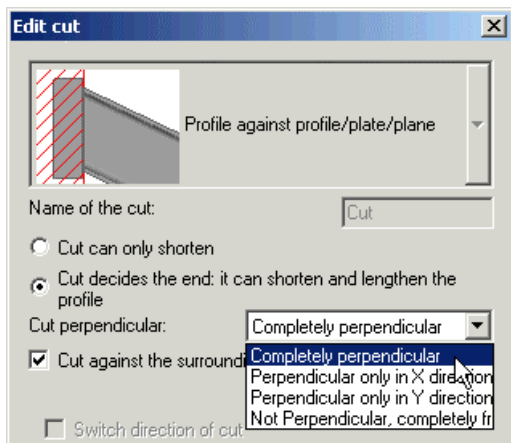 Edit cut
Profile against profile/plate/plane
Name of the cut:
Cut
Cut can only shorten
Cut decides the end: it can shorten and lengthen the
profile
Cut perpendicular:
Completely perpendicular
Cut against the
Completely perpendicular
Perpendicular only in X direction
Perpendicular only in Y direction
Not Perpendicular, completely
Switch direction of cut